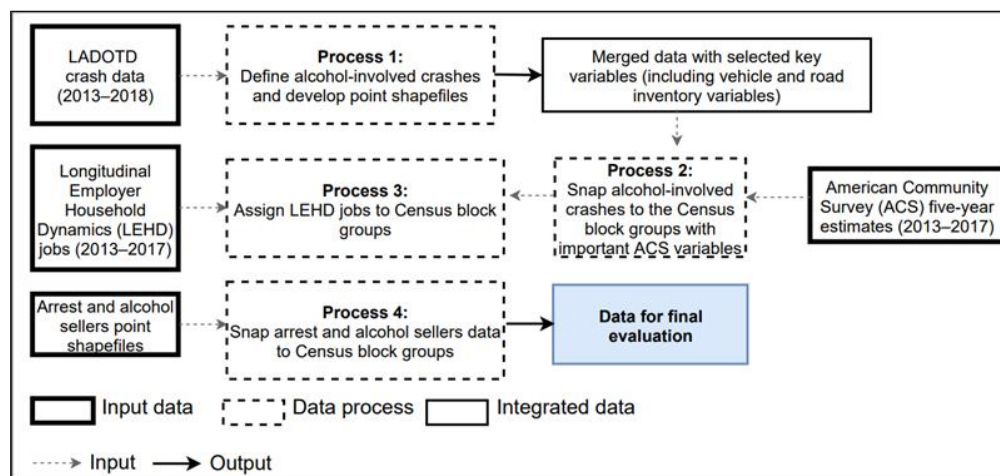 LADOTD
crash data
(2013–2018)
Process 1:
Define alcohol-involved crashes
and develop point shapefiles
Merged data with selected key
variables (including vehicle and road
inventory variables)
Longitudinal
Employer
Household
Dynamics (LEHD)
jobs (2013–2017)
Process 3:
Assign LEHD jobs to Census block
groups
Process 2:
Snap alcohol-involved
crashes to the Census
block groups with
important ACS variables
American Community
Survey (ACS) five-year
estimates (2013–2017)
Arrest and alcohol
sellers point
shapefiles
Process 4:
Snap arrest and alcohol sellers data
to Census block groups
Data for final
evaluation
Input data
Data process
Integrated data
Input
Output